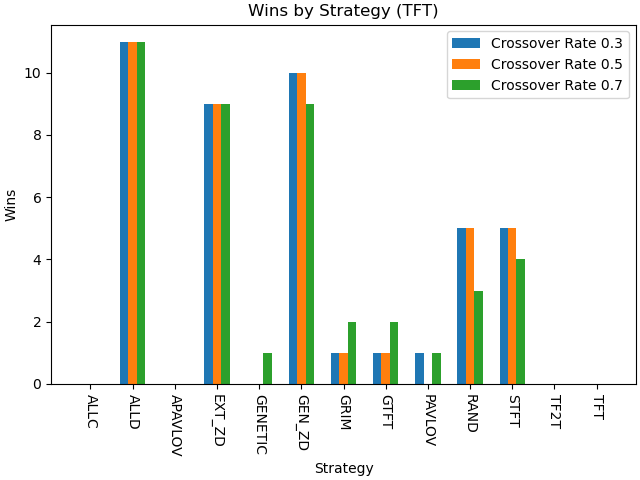 Wins by Strategy (TFT)
Crossover Rate 0.3
Crossover Rate 0.5
Crossover Rate 0.7
Wins
10
8
6
4
2
0
ALLC
ALLD
APAVLOV
EXT_ZD
GENETIC
GEN_ZD
GRIM
GTFT
PAVLOV
RAND
STFT
TF2T
TFT
Strategy